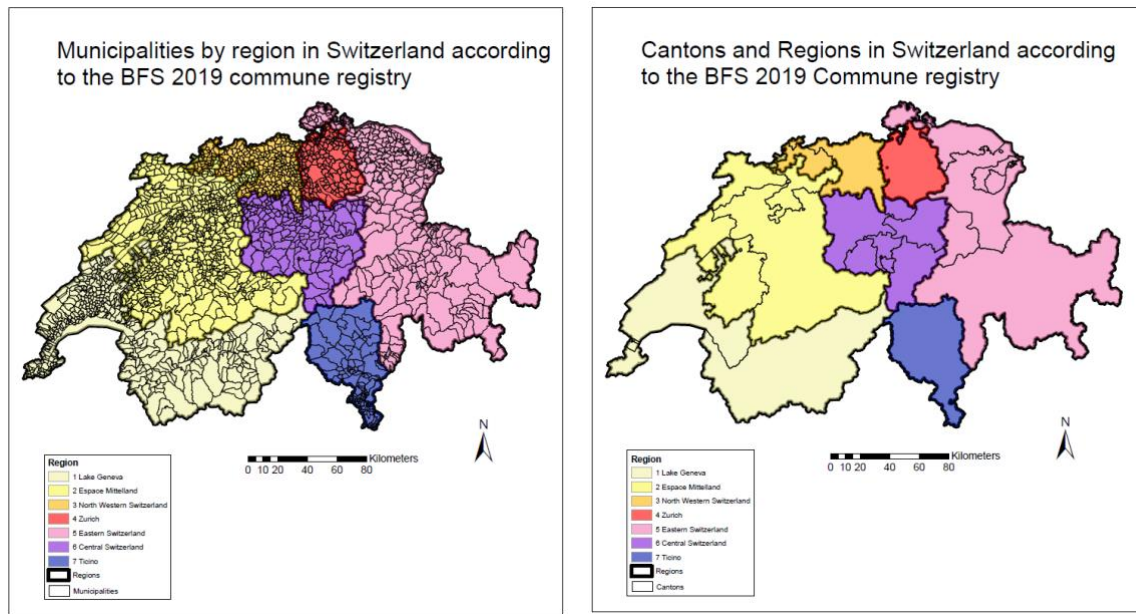 Municipalities by region in Switzerland according
to the BFS 2019 commune registry
N
Kilometers
0 10 20 40 60 80
Region
1 Lake Geneva
2 Espace Mittelland
3 North Western Switzerland
4 Zurich
5 Eastern Switzerland
6 Central Switzerland
7 Ticino
Regions
Municipalities
Cantons and Regions in Switzerland according
to the BFS 2019 Commune registry
N
Kilometers
0 10 20 40 60 80
Region
1 Lake Geneva
2 Espace Mittelland
3 North Western Switzerland
4 Zurich
5 Eastern Switzerland
6 Central Switzerland
7 Ticino
Regions
Cantons